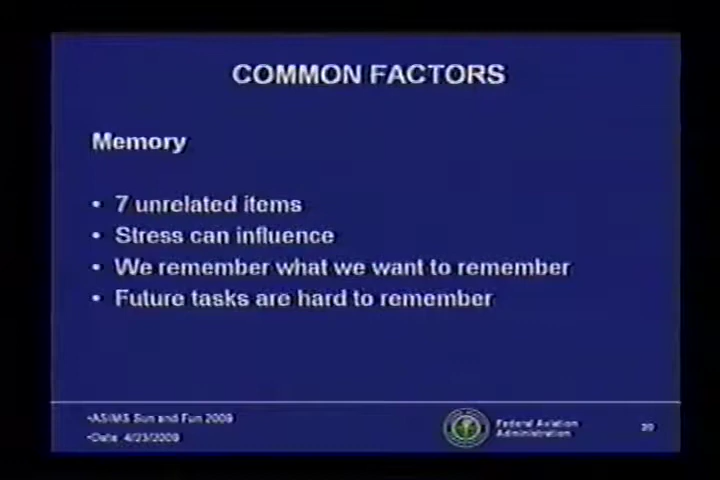 COMMON FACTORS
Memory
• 7 unrelated items
• Stress can influence
• We remember what we want to remember
• Future tasks are hard to remember
•ASIMS Sun and Fun 2009
•Date 4/23/2009
Federal Aviation
Administration